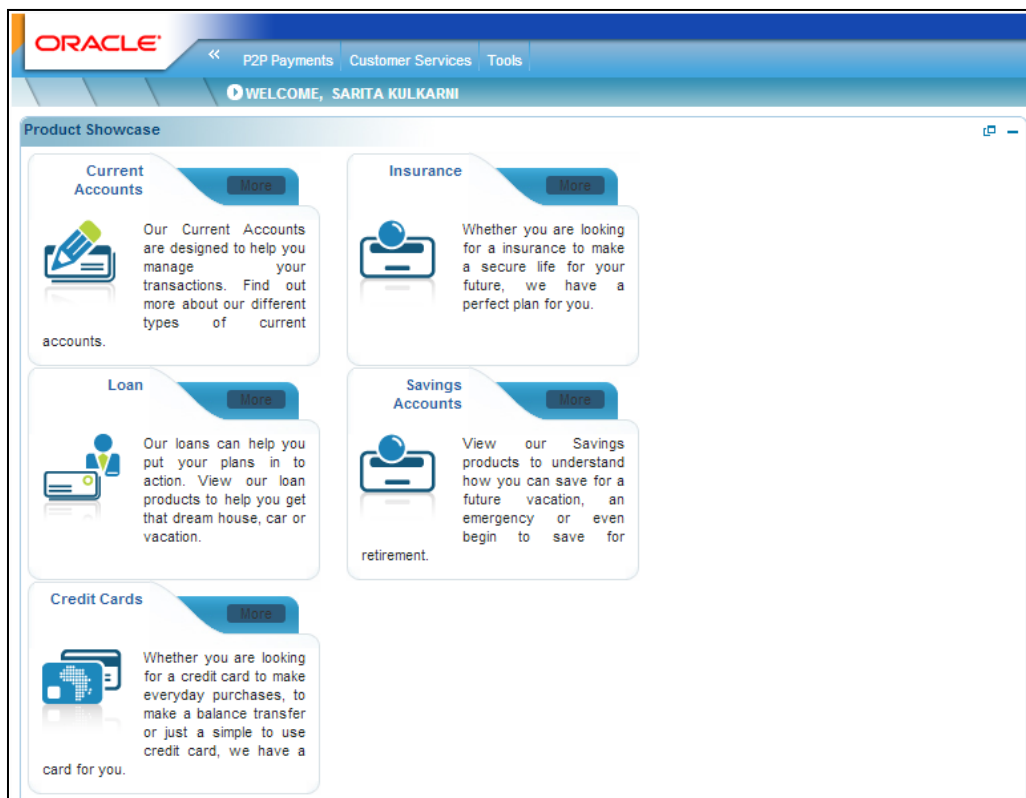 ORACLE'
« P2P Payments Customer Services Tools
WELCOME, SARITA KULKARNI
Product Showcase
Current
Accounts
More
Our Current Accounts
are designed to help you
manage your
transactions. Find out
more about our different
types of current
accounts.
Insurance
More
Whether you are looking
for a insurance to make
a secure life for your
future, we have a
perfect plan for you.
Loan
More
Our loans can help you
put your plans in to
action. View our loan
products to help you get
that dream house, car or
vacation.
Savings
Accounts
More
View our Savings
products to understand
how you can save for a
future vacation, an
emergency or even
begin to save for
retirement.
Credit Cards
More
Whether you are looking
for a credit card to make
everyday purchases, to
make a balance transfer
or just a simple to use
credit card, we have a
card for you.